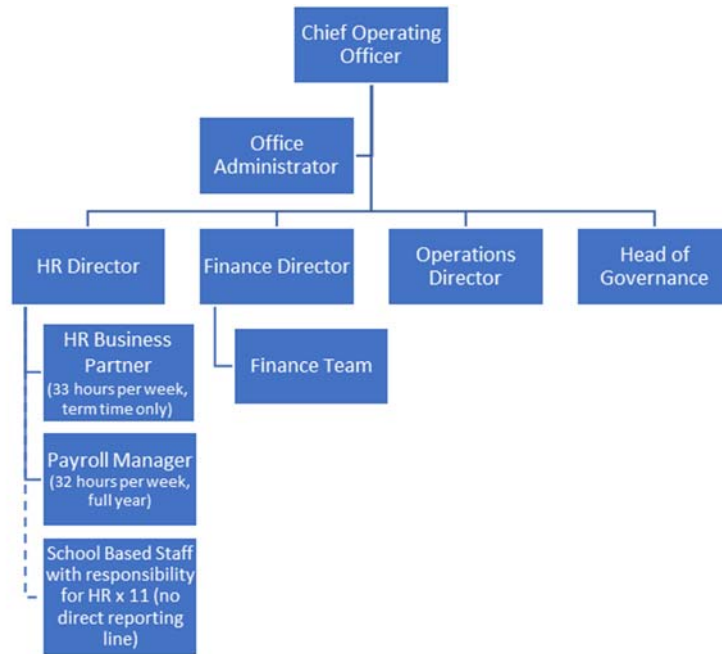 Chief Operating
Officer
Office
Administrator
HR Director
Finance Director
Operations
Director
Head of
Governance
HR Business
Partner
(33 hours per week,
term time only)
Finance Team
Payroll Manager
(32 hours per week,
full year)
School Based Staff
with responsibility
for HR x 11 (no
direct reporting
line)